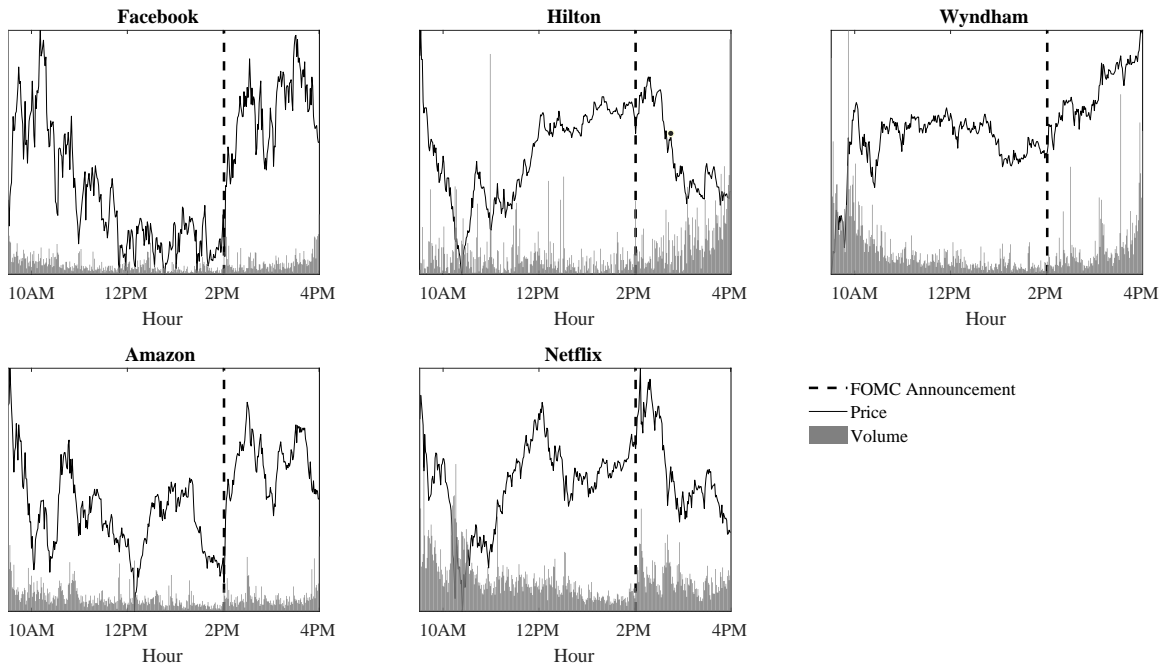 Facebook
Hilton
Wyndham
10AM 12PM 2PM 4PM
Hour
10AM 12PM 2PM 4PM
Hour
10AM 12PM 2PM 4PM
Hour
Amazon
Netflix
10AM 12PM 2PM 4PM
Hour
10AM 12PM 2PM 4PM
Hour
FOMC Announcement
Price
Volume